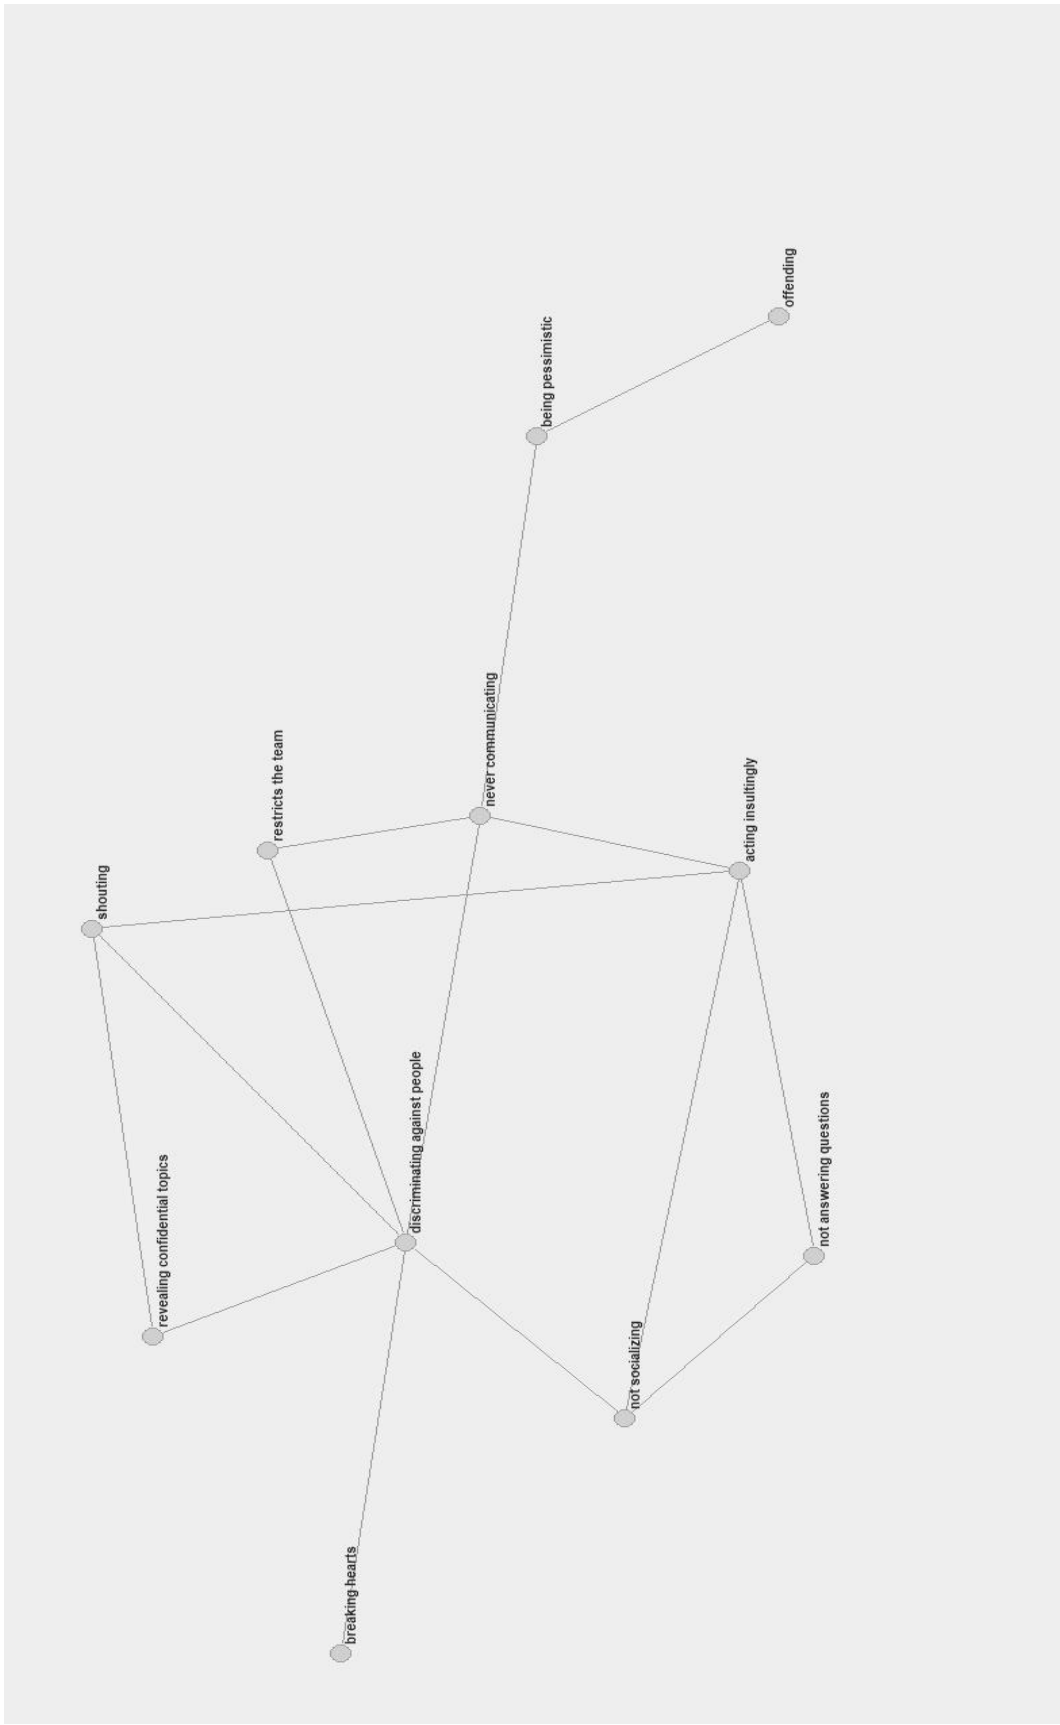 offending
being pessimistic
never communicating
restricts the team
acting insultingly
shouting
discriminating against people
not answering questions
revealing confidential topics
not socializing
breaking hearts